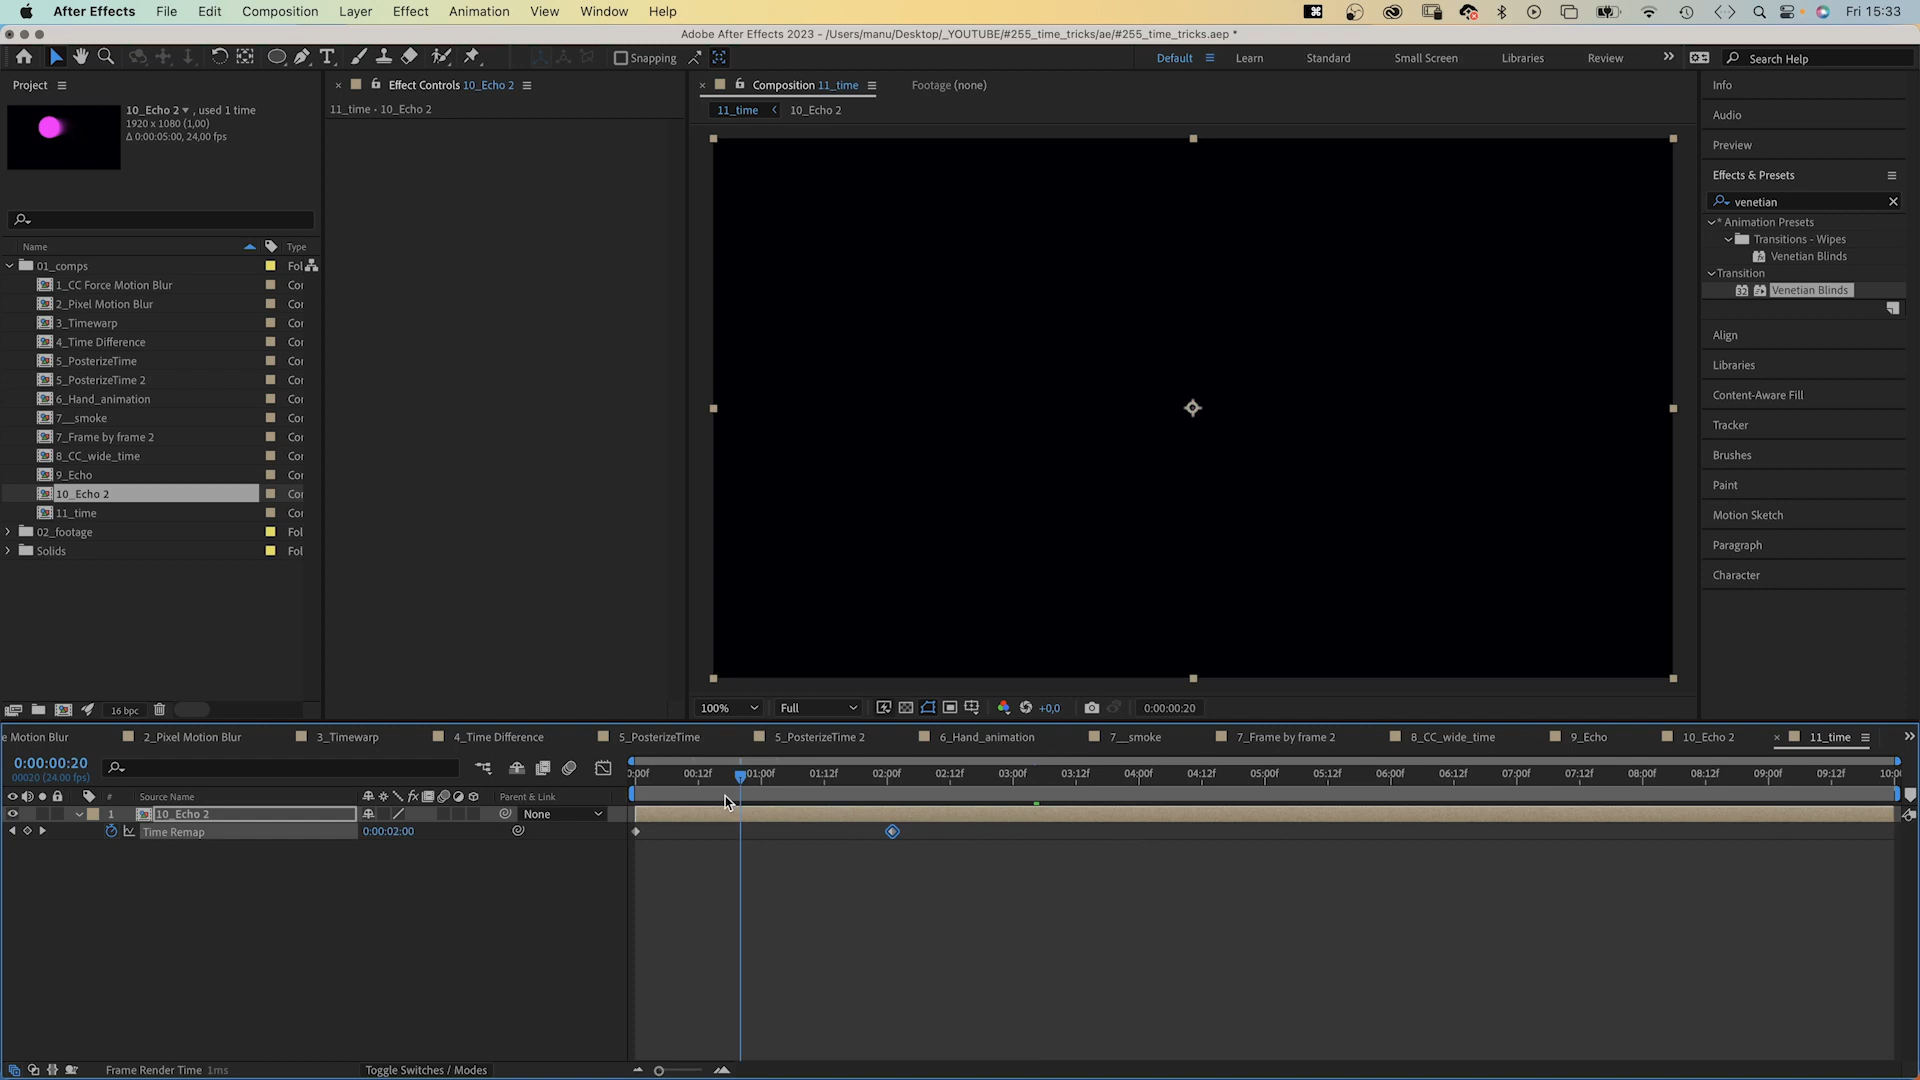 After Effects File Edit Composition Layer Effect Animation View Window Help Fri 15:33
Adobe After Effects 2023 - /Users/manu/Desktop/_YOUTUBE/#255_time_tricks/ae/#255_time_tricks.aep *
Snapping Default Learn Standard Small Screen Libraries Review Search Help
Project
10_Echo 2 , used 1 time
1920 x 1080 (1,00)
Δ 0:00:05:00, 24,00 fps
Name Type
01_comps Fol
1_CC Force Motion Blur Cor
2_Pixel Motion Blur Cor
3_Timewarp Cor
4_Time Difference Cor
5_PosterizeTime Cor
5_PosterizeTime 2 Cor
6_Hand_animation Cor
7__smoke Cor
7_Frame by frame 2 Cor
8_CC_wide_time Cor
9_Echo Cor
10_Echo 2 Cor
11_time Cor
02_footage Fol
Solids Fol
16 bpc
Effect Controls 10_Echo 2
11_time • 10_Echo 2
Composition 11_time Footage (none)
11_time 10_Echo 2
100% Full +0,0 0:00:00:20
Info
Audio
Preview
Effects & Presets
venetian
* Animation Presets
Transitions - Wipes
Venetian Blinds
Transition
32 Venetian Blinds
Align
Libraries
Content-Aware Fill
Tracker
Brushes
Paint
Motion Sketch
Paragraph
Character
e Motion Blur 2_Pixel Motion Blur 3_Timewarp 4_Time Difference 5_PosterizeTime 5_PosterizeTime 2 6_Hand_animation 7__smoke 7_Frame by frame 2 8_CC_wide_time 9_Echo 10_Echo 2 11_time
0:00:00:20
00020 (24.00 fps)
:00f 00:12f 01:00f 01:12f 02:00f 02:12f 03:00f 03:12f 04:00f 04:12f 05:00f 05:12f 06:00f 06:12f 07:00f 07:12f 08:00f 08:12f 09:00f 09:12f 10:0
# Source Name fx Parent & Link
1 10_Echo 2 None
Time Remap 0:00:02:00
Frame Render Time 1ms Toggle Switches / Modes